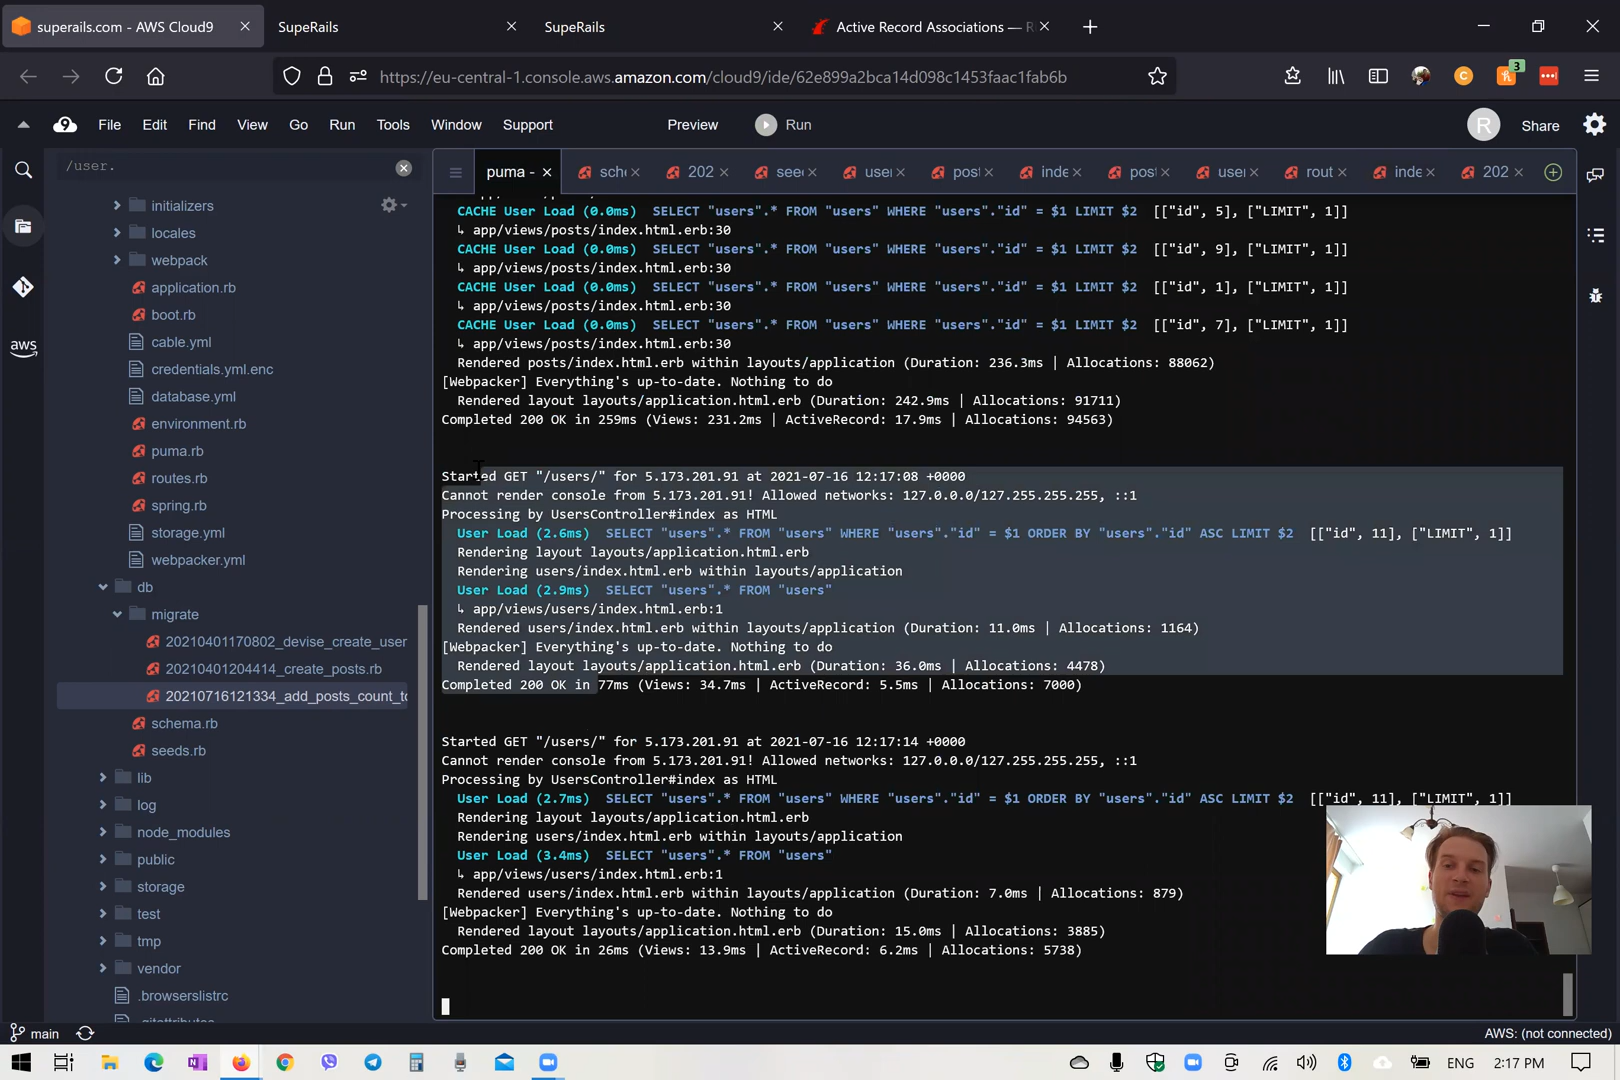 superails.com - AWS Cloud9
SupeRails
SupeRails
Active Record Associations — R
https://eu-central-1.console.aws.amazon.com/cloud9/ide/62e899a2bca14d098c1453faac1fab6b
3
9 File Edit Find View Go Run Tools Window Support Preview Run R Share
/user.
puma - sch 202 see use post inde post use rout inde 202
initializers
locales
webpack
application.rb
boot.rb
cable.yml
credentials.yml.enc
database.yml
environment.rb
puma.rb
routes.rb
spring.rb
storage.yml
webpacker.yml
db
migrate
20210401170802_devise_create_user
20210401204414_create_posts.rb
20210716121334_add_posts_count_to
schema.rb
seeds.rb
lib
log
node_modules
public
storage
test
tmp
vendor
.browserslistrc
.gitattributes
aws
CACHE User Load (0.0ms) SELECT "users".* FROM "users" WHERE "users"."id" = $1 LIMIT $2 [["id", 5], ["LIMIT", 1]]
↳ app/views/posts/index.html.erb:30
CACHE User Load (0.0ms) SELECT "users".* FROM "users" WHERE "users"."id" = $1 LIMIT $2 [["id", 9], ["LIMIT", 1]]
↳ app/views/posts/index.html.erb:30
CACHE User Load (0.0ms) SELECT "users".* FROM "users" WHERE "users"."id" = $1 LIMIT $2 [["id", 1], ["LIMIT", 1]]
↳ app/views/posts/index.html.erb:30
CACHE User Load (0.0ms) SELECT "users".* FROM "users" WHERE "users"."id" = $1 LIMIT $2 [["id", 7], ["LIMIT", 1]]
↳ app/views/posts/index.html.erb:30
Rendered posts/index.html.erb within layouts/application (Duration: 236.3ms | Allocations: 88062)
[Webpacker] Everything's up-to-date. Nothing to do
Rendered layout layouts/application.html.erb (Duration: 242.9ms | Allocations: 91711)
Completed 200 OK in 259ms (Views: 231.2ms | ActiveRecord: 17.9ms | Allocations: 94563)
Started GET "/users/" for 5.173.201.91 at 2021-07-16 12:17:08 +0000
Cannot render console from 5.173.201.91! Allowed networks: 127.0.0.0/127.255.255.255, ::1
Processing by UsersController#index as HTML
User Load (2.6ms) SELECT "users".* FROM "users" WHERE "users"."id" = $1 ORDER BY "users"."id" ASC LIMIT $2 [["id", 11], ["LIMIT", 1]]
Rendering layout layouts/application.html.erb
Rendering users/index.html.erb within layouts/application
User Load (2.9ms) SELECT "users".* FROM "users"
↳ app/views/users/index.html.erb:1
Rendered users/index.html.erb within layouts/application (Duration: 11.0ms | Allocations: 1164)
[Webpacker] Everything's up-to-date. Nothing to do
Rendered layout layouts/application.html.erb (Duration: 36.0ms | Allocations: 4478)
Completed 200 OK in 77ms (Views: 34.7ms | ActiveRecord: 5.5ms | Allocations: 7000)
Started GET "/users/" for 5.173.201.91 at 2021-07-16 12:17:14 +0000
Cannot render console from 5.173.201.91! Allowed networks: 127.0.0.0/127.255.255.255, ::1
Processing by UsersController#index as HTML
User Load (2.7ms) SELECT "users".* FROM "users" WHERE "users"."id" = $1 ORDER BY "users"."id" ASC LIMIT $2 [["id", 11], ["LIMIT", 1]]
Rendering layout layouts/application.html.erb
Rendering users/index.html.erb within layouts/application
User Load (3.4ms) SELECT "users".* FROM "users"
↳ app/views/users/index.html.erb:1
Rendered users/index.html.erb within layouts/application (Duration: 7.0ms | Allocations: 879)
[Webpacker] Everything's up-to-date. Nothing to do
Rendered layout layouts/application.html.erb (Duration: 15.0ms | Allocations: 3885)
Completed 200 OK in 26ms (Views: 13.9ms | ActiveRecord: 6.2ms | Allocations: 5738)
main
AWS: (not connected)
ENG 2:17 PM